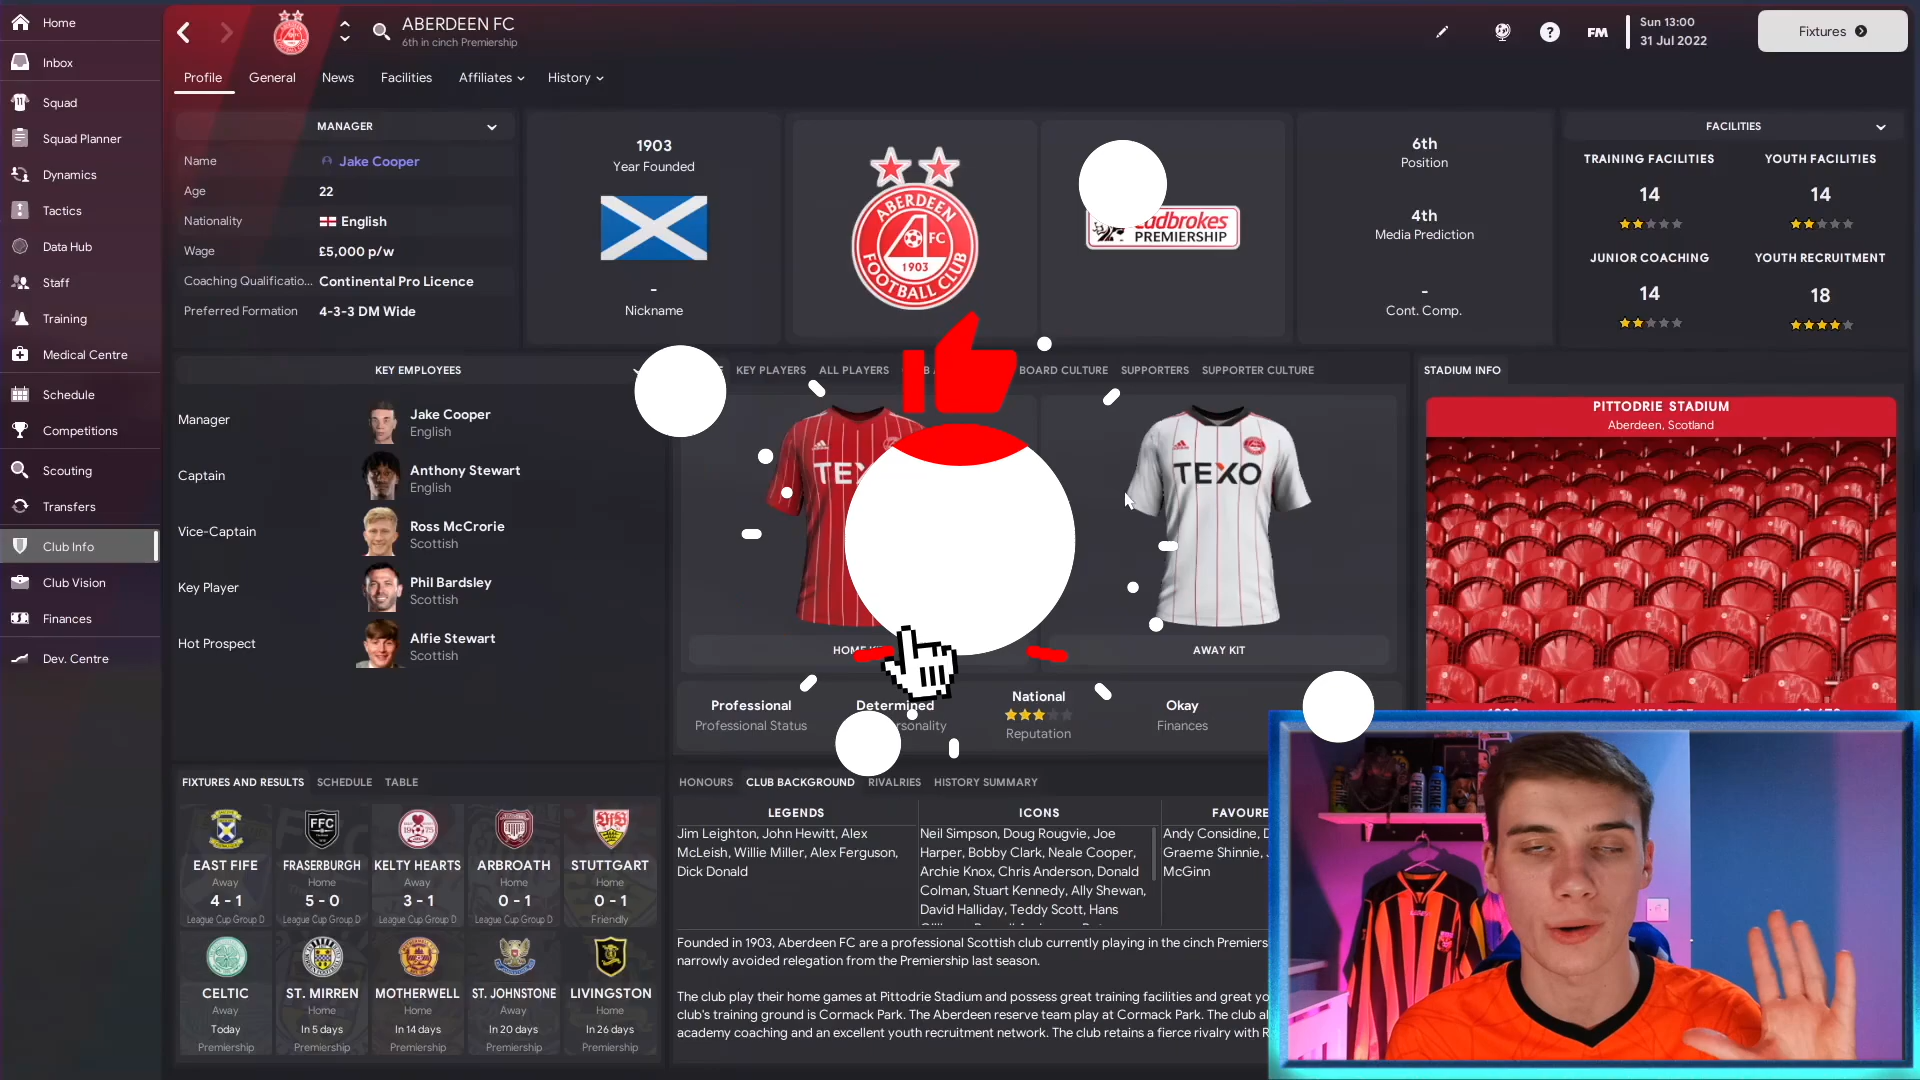 Home
Inbox
Squad
Squad Planner
Dynamics
Tactics
Data Hub
Staff
Training
Medical Centre
Schedule
Competitions
Scouting
Transfers
Club Info
Club Vision
Finances
Dev. Centre
ABERDEEN FC
6th in cinch Premiership
FM
Sun 13:00
31 Jul 2022
Fixtures
Profile
General
News
Facilities
Affiliates
History
MANAGER
Name Jake Cooper
Age 22
Nationality English
Wage £5,000 p/w
Coaching Qualificatio... Continental Pro Licence
Preferred Formation 4-3-3 DM Wide
1903
Year Founded
-
Nickname
ABERDEEN
FC
1903
FOOTBALL CLUB
PREMIERSHIP
6th
Position
4th
Media Prediction
-
Cont. Comp.
FACILITIES
TRAINING FACILITIES
14
YOUTH FACILITIES
14
JUNIOR COACHING
14
YOUTH RECRUITMENT
18
KEY EMPLOYEES
Manager Jake Cooper
English
Captain Anthony Stewart
English
Vice-Captain Ross McCrorie
Scottish
Key Player Phil Bardsley
Scottish
Hot Prospect Alfie Stewart
Scottish
KEY PLAYERS
ALL PLAYERS
BOARD CULTURE
SUPPORTERS
SUPPORTER CULTURE
TEXO
AWAY KIT
Professional
Professional Status
Determined
National
Reputation
Okay
Finances
STADIUM INFO
PITTODRIE STADIUM
Aberdeen, Scotland
FIXTURES AND RESULTS
SCHEDULE
TABLE
EAST FIFE
Away
4 - 1
League Cup Group D
FFC
FRASERBURGH
Home
5 - 0
League Cup Group D
KELTY HEARTS
Away
3 - 1
League Cup Group D
ARBROATH
Home
0 - 1
League Cup Group D
STUTTGART
Home
0 - 1
Friendly
CELTIC
Away
Today
Premiership
ST. MIRREN
Home
In 5 days
Premiership
MOTHERWELL
Home
In 14 days
Premiership
ST. JOHNSTONE
Away
In 20 days
Premiership
LIVINGSTON
Home
In 26 days
Premiership
HONOURS
CLUB BACKGROUND
RIVALRIES
HISTORY SUMMARY
LEGENDS
Jim Leighton, John Hewitt, Alex
McLeish, Willie Miller, Alex Ferguson,
Dick Donald
ICONS
Neil Simpson, Doug Rougvie, Joe
Harper, Bobby Clark, Neale Cooper,
Archie Knox, Chris Anderson, Donald
Colman, Stuart Kennedy, Ally Shewan,
David Halliday, Teddy Scott, Hans
FAVOURE
Andy Considine, D
Graeme Shinnie,
McGinn
Founded in 1903, Aberdeen FC are a professional Scottish club currently playing in the cinch Premiers
narrowly avoided relegation from the Premiership last season.
The club play their home games at Pittodrie Stadium and possess great training facilities and great yo
club's training ground is Cormack Park. The Aberdeen reserve team play at Cormack Park. The club al
academy coaching and an excellent youth recruitment network. The club retains a fierce rivalry with R